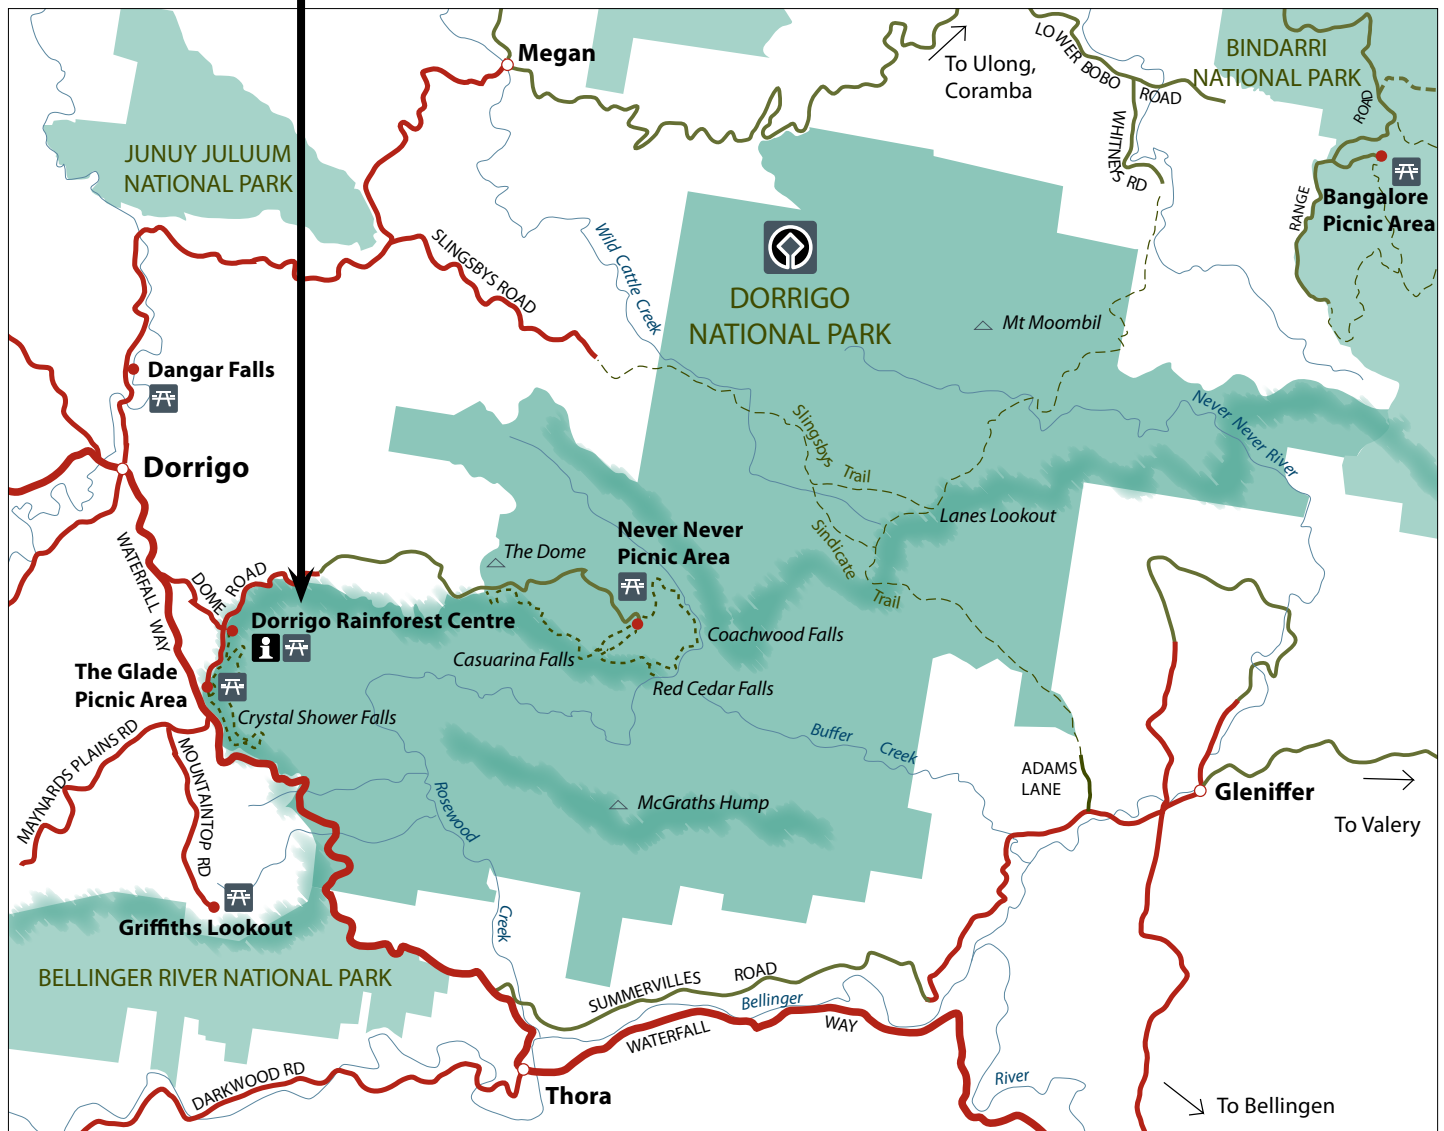 Megan
To Ulong,
Coramba
LOWER BOBO
ROAD
BINDARRI
NATIONAL PARK
ROAD
WHITNEYS RD
JUNUY JULUUM
NATIONAL PARK
RANGE
Bangalore
Picnic Area
SLINGSBYS ROAD
Wild Cattle Creek
DORRIGO
NATIONAL PARK
Mt Moombil
Dangar Falls
Never Never River
Slingsbys
Trail
Dorrigo
Lanes Lookout
Never Never
Picnic Area
Sindicate
Trail
The Dome
WATERFALL WAY
DOME
ROAD
Dorrigo Rainforest Centre
i
Coachwood Falls
Casuarina Falls
The Glade
Picnic Area
Red Cedar Falls
Crystal Shower Falls
Buffer
Creek
MAYNARDS PLAINS RD
MOUNTAINTOP RD
ADAMS
LANE
Gleniffer
Rosewood
McGraths Hump
To Valery
Creek
Griffiths Lookout
BELLINGER RIVER NATIONAL PARK
SUMMERVILLES
ROAD
Bellinger
WATERFALL
WAY
DARKWOOD RD
Thora
River
To Bellingen